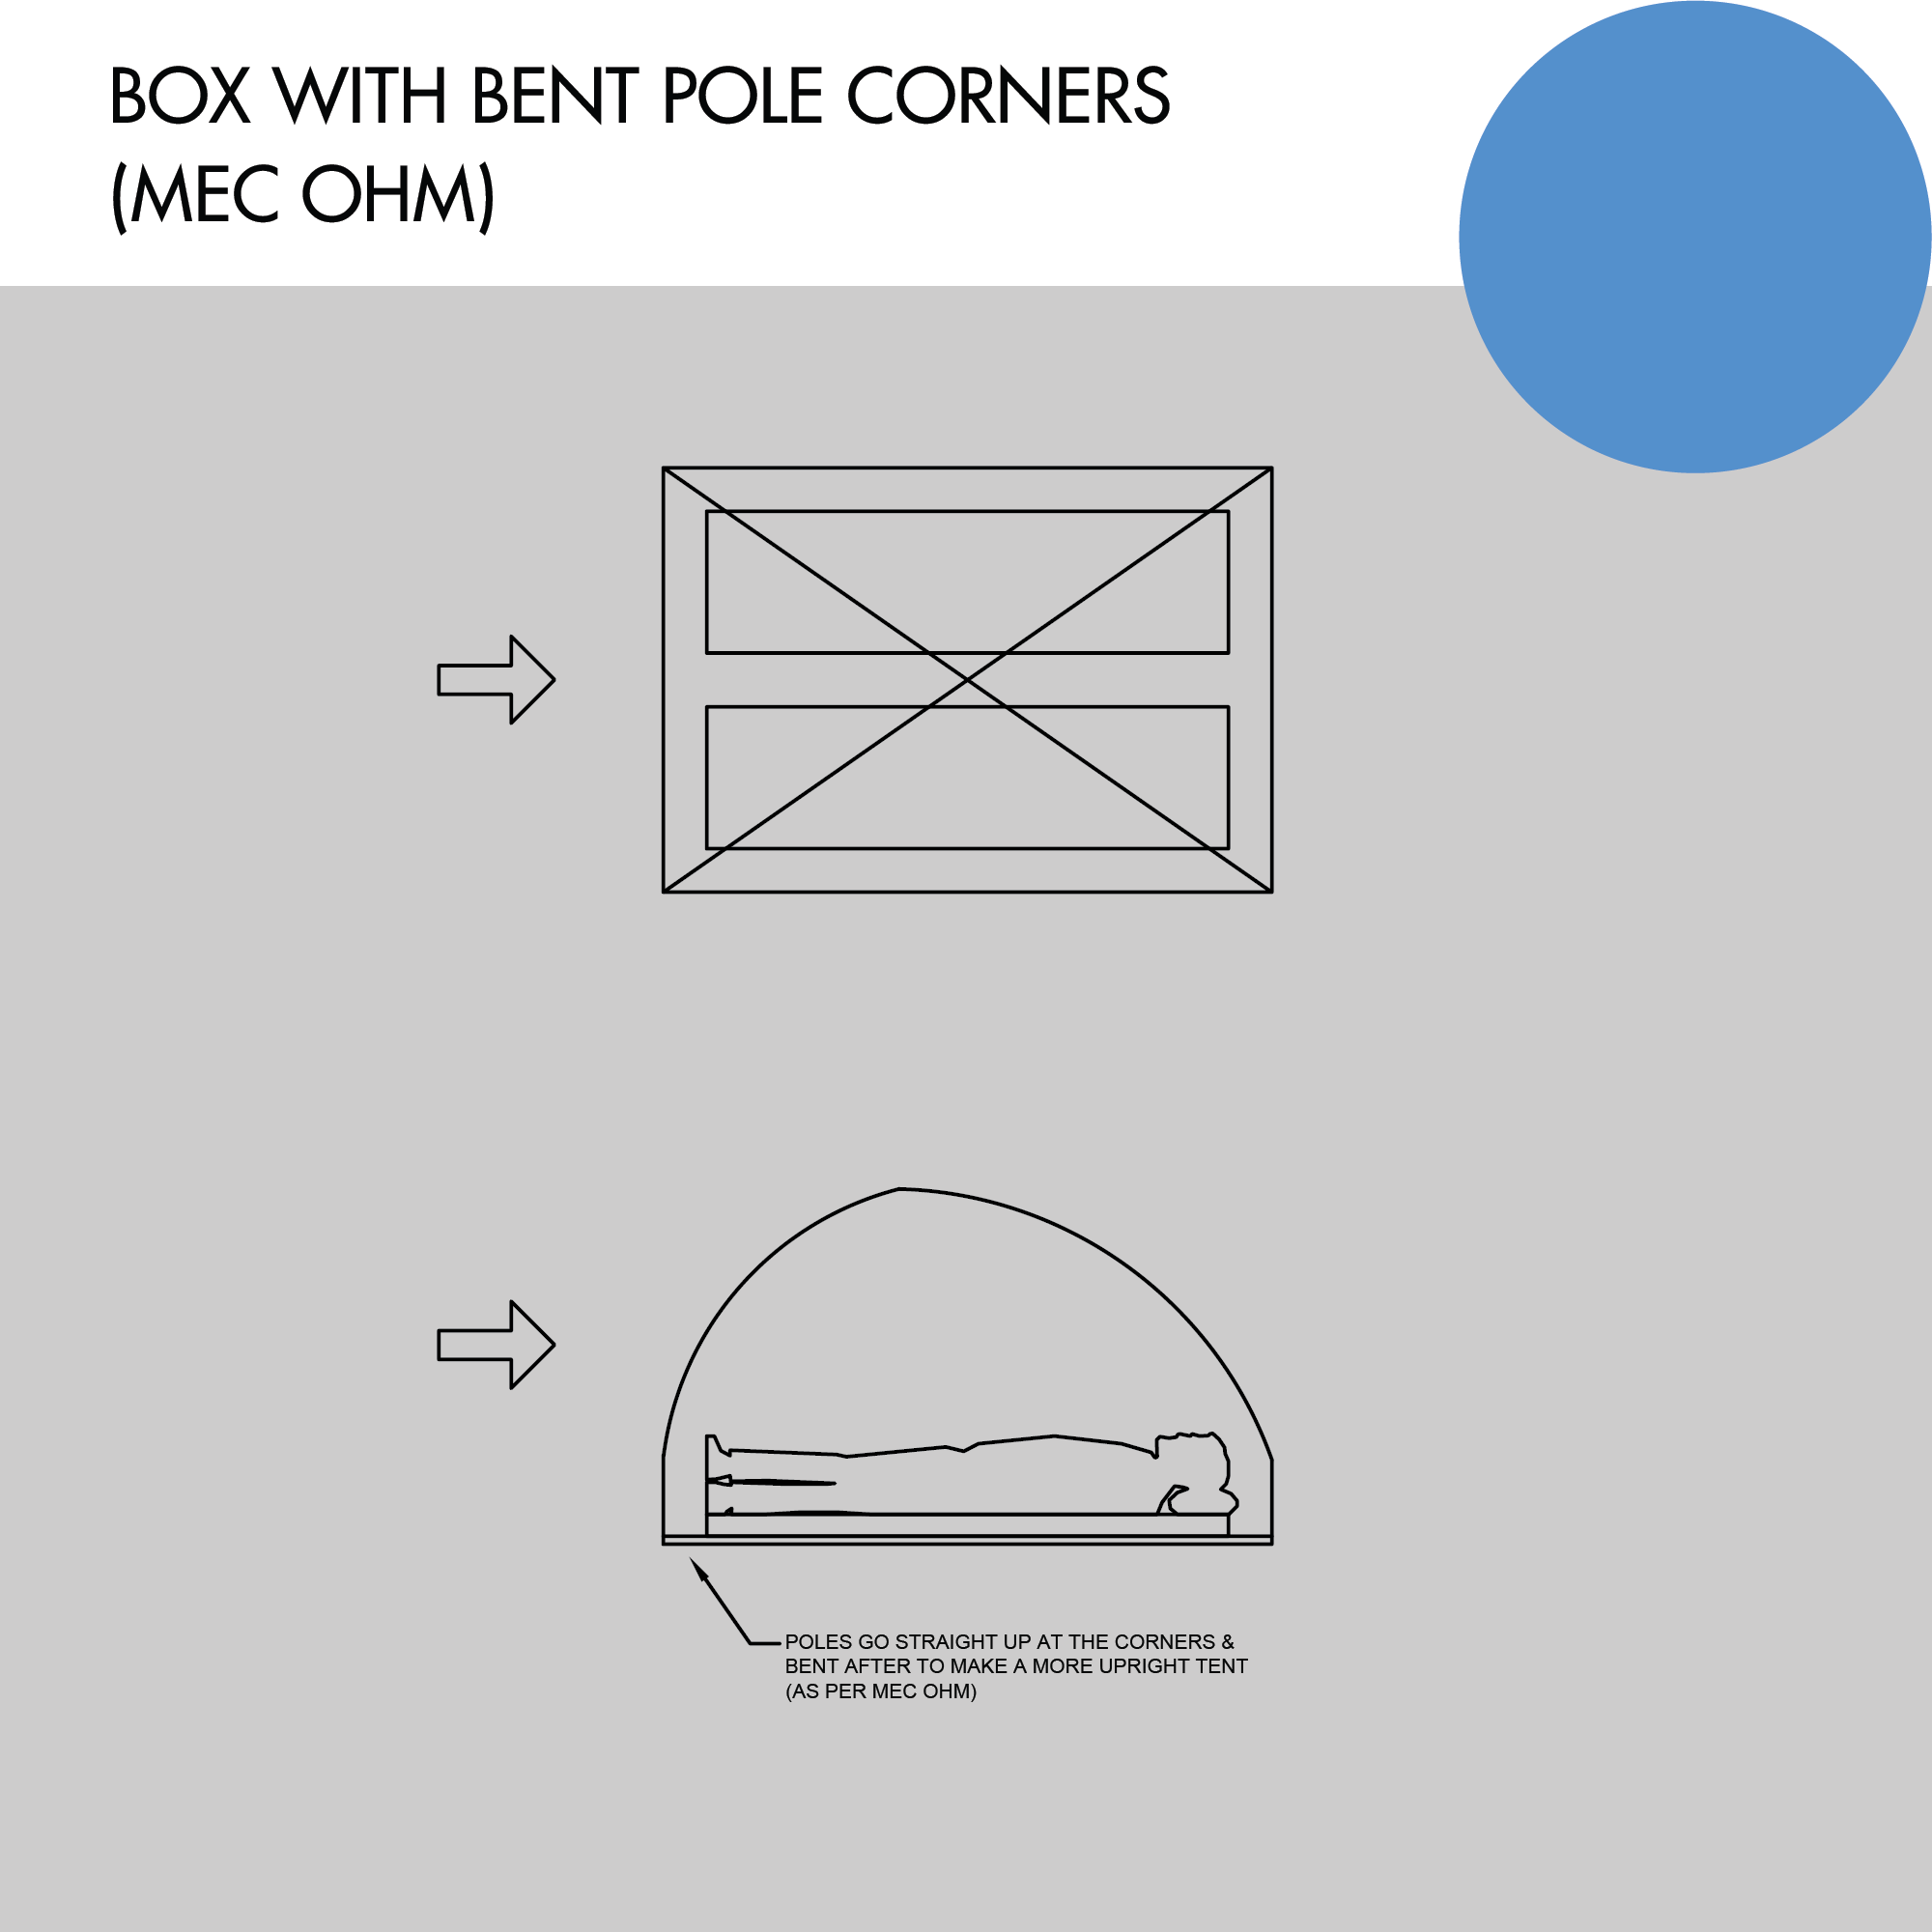 BOX WITH BENT POLE CORNERS
(MEC OHM)
POLES GO STRAIGHT UP AT THE CORNERS &
BENT AFTER TO MAKE A MORE UPRIGHT TENT
(AS PER MEC OHM)